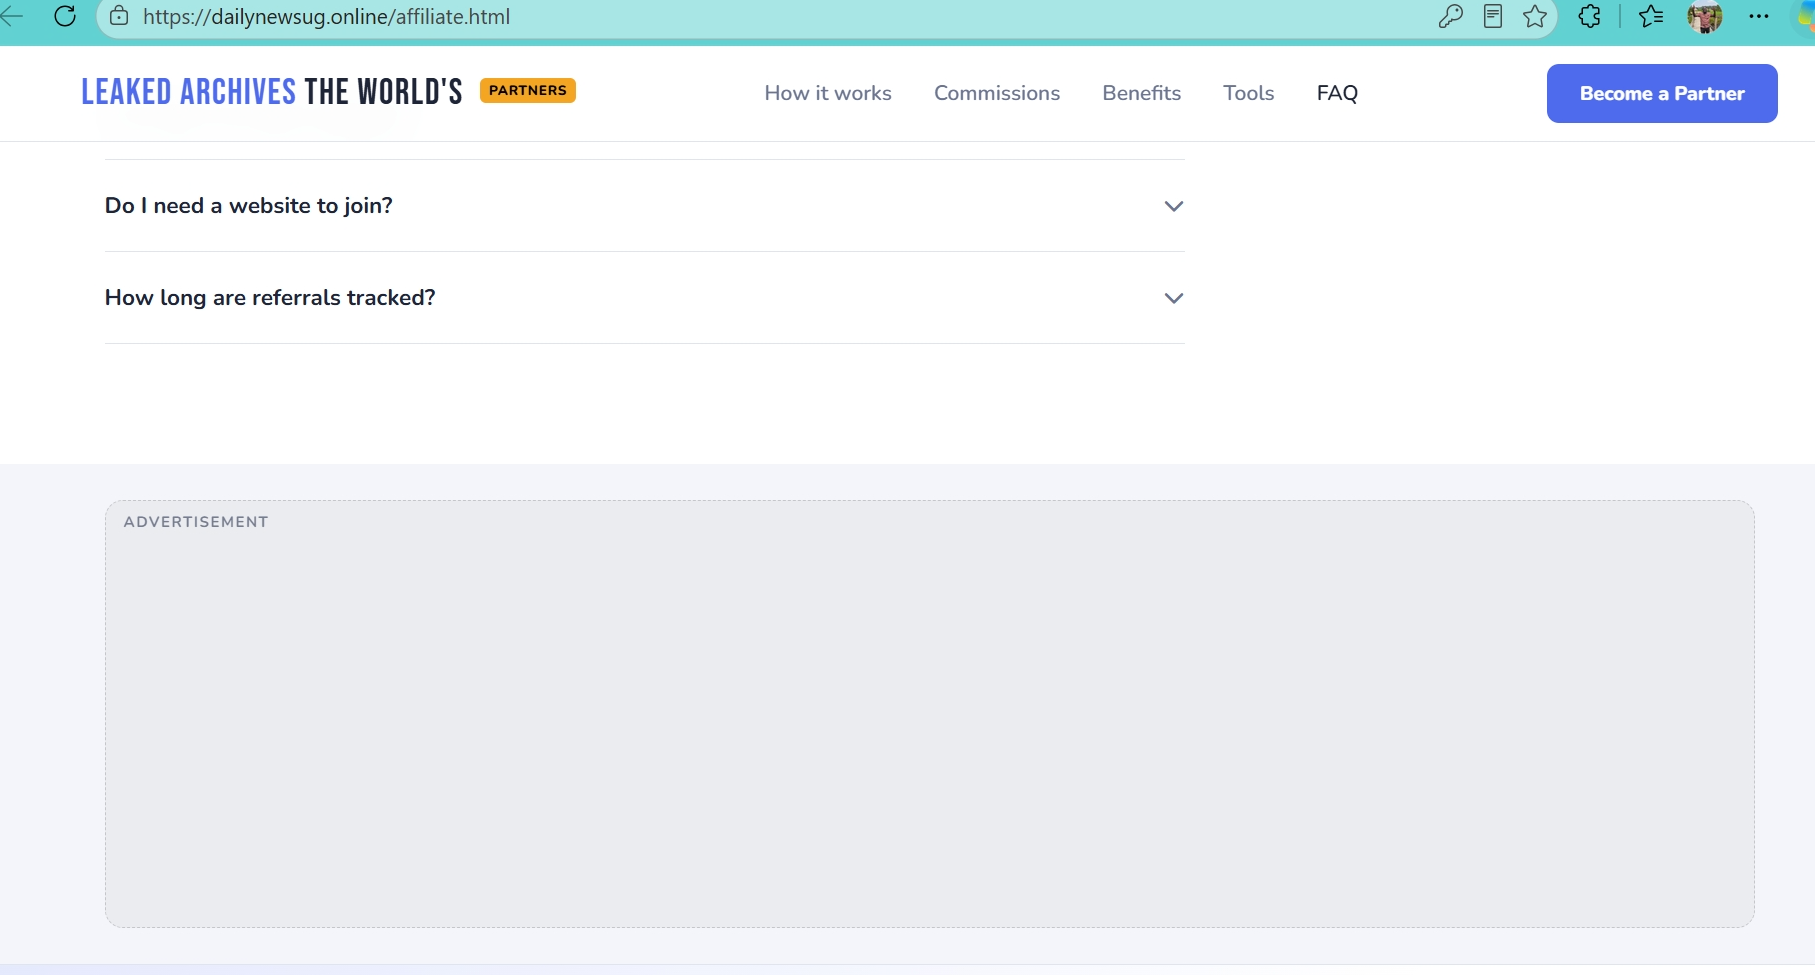 https://dailynewsug.online/affiliate.html
LEAKED ARCHIVES THE WORLD'S PARTNERS
How it works Commissions Benefits Tools FAQ
Become a Partner
Do I need a website to join?
How long are referrals tracked?
ADVERTISEMENT